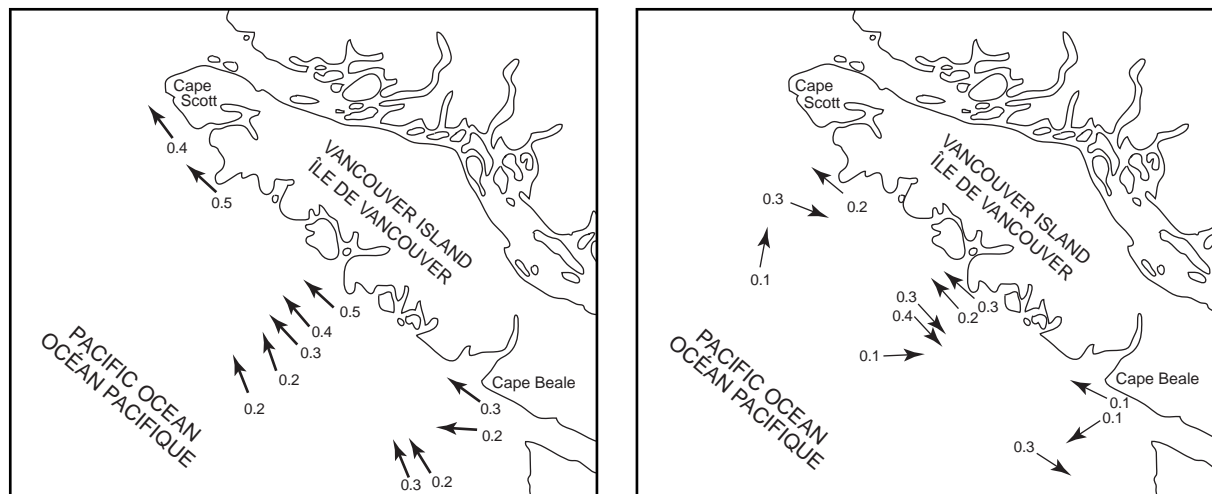 Cape
Scott
0.4
0.5
VANCOUVER ISLAND
ÎLE DE VANCOUVER
0.5
0.4
0.3
0.2
0.2
PACIFIC OCEAN
OCÉAN PACIFIQUE
Cape Beale
0.3
0.2
0.2
0.3
Cape
Scott
VANCOUVER ISLAND
ÎLE DE VANCOUVER
0.3
0.2
0.1
0.3
0.3
0.4
0.2
0.1
PACIFIC OCEAN
OCÉAN PACIFIQUE
Cape Beale
0.1
0.1
0.3